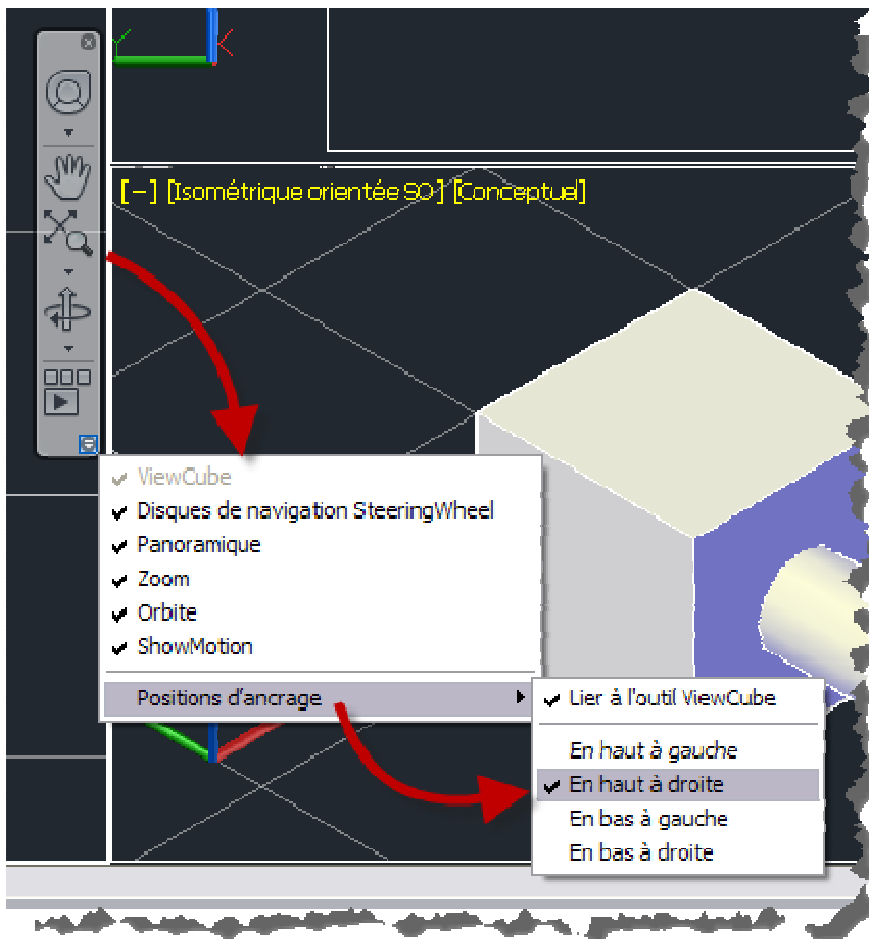 [-] [Isométrique orientée SO] [Conceptuel]
ViewCube
Disques de navigation SteeringWheel
Panoramique
Zoom
Orbite
ShowMotion
Positions d'ancrage
Lier à l'outil ViewCube
En haut à gauche
En haut à droite
En bas à gauche
En bas à droite